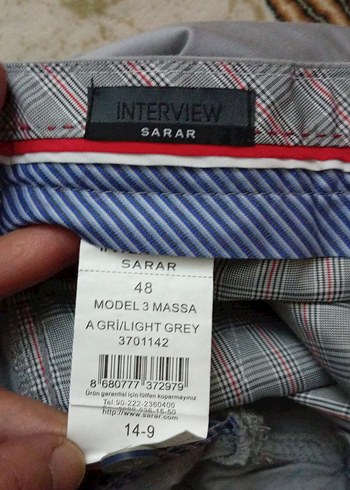 INTERVIEW
SARAR
SARAR
48
MODEL 3 MASSA
A GRİ/LIGHT GREY
3701142
8 680777 372979
Ürün garantisi için lütfen koparmayınız
Tel:90-222-2360400
http://www.sarar.com
14-9